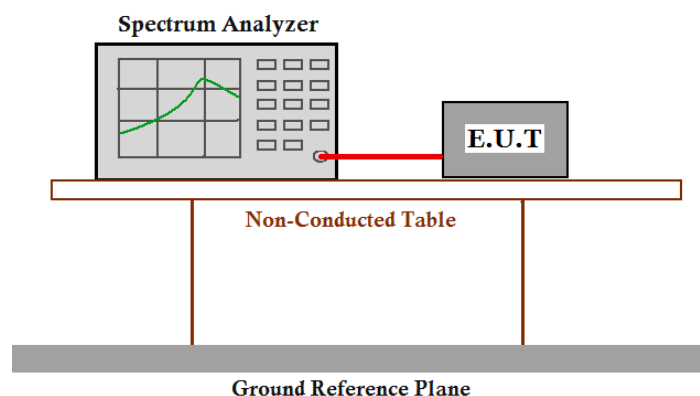 Spectrum Analyzer
E.U.T
Non-Conducted Table
Ground Reference Plane